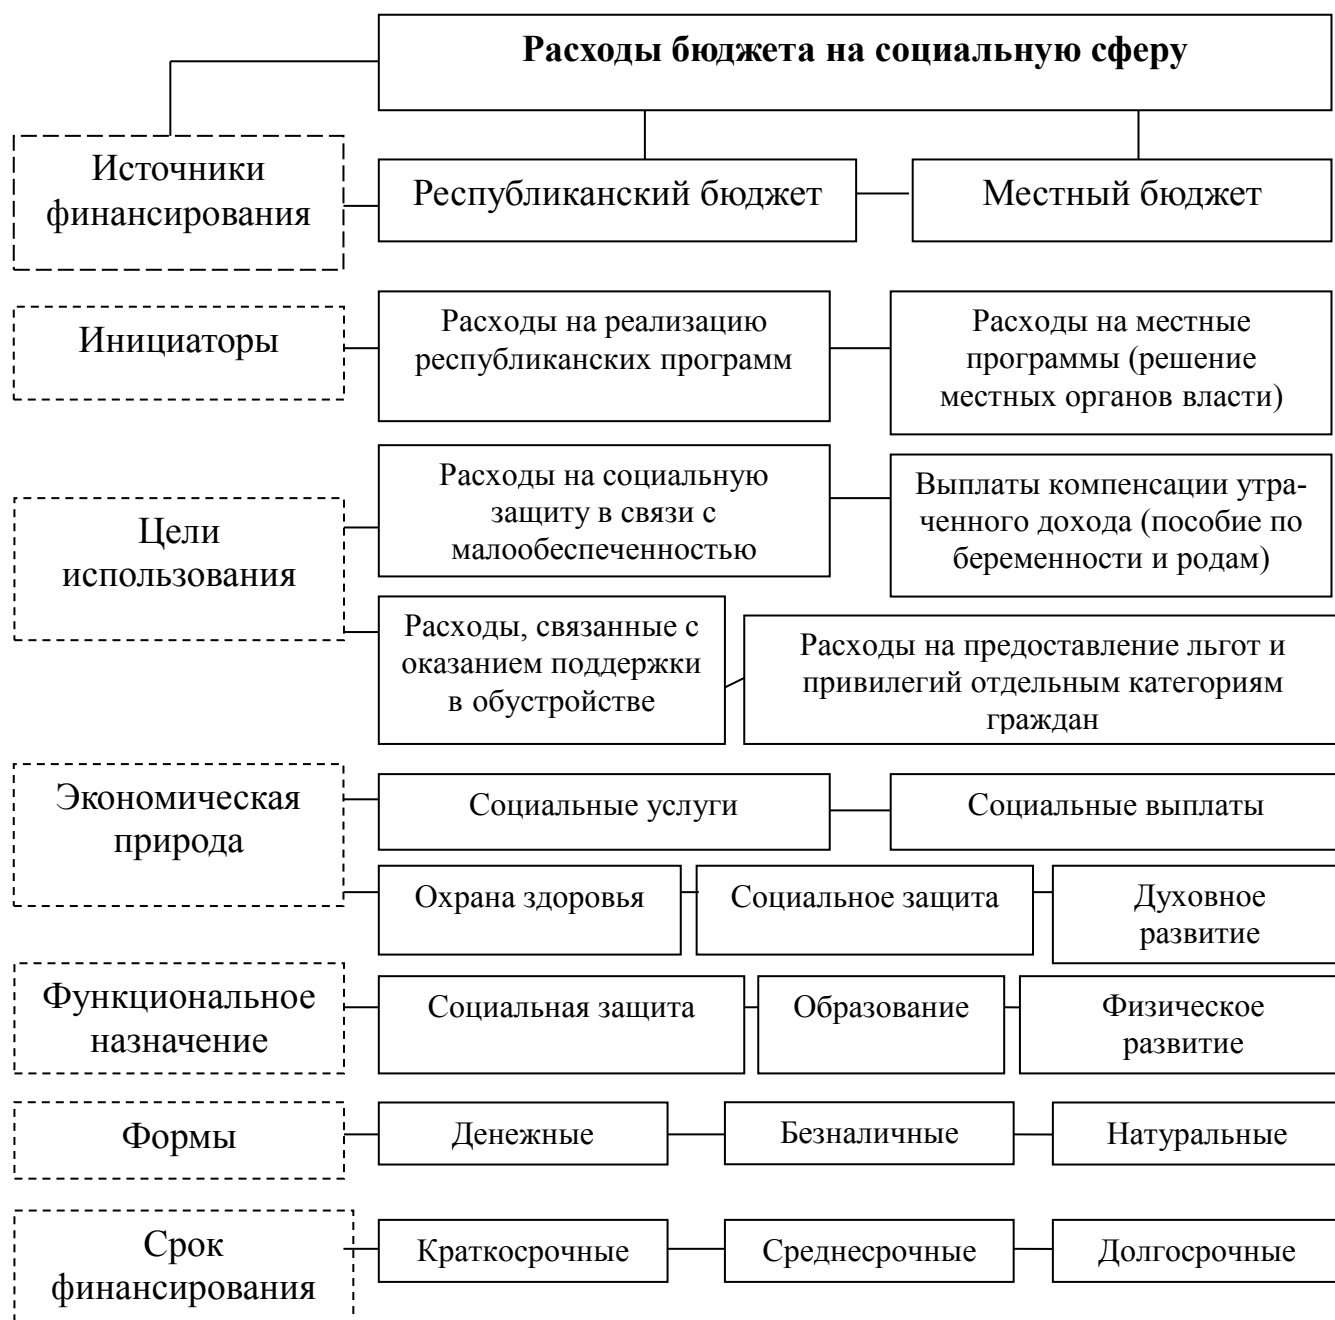 Расходы бюджета на социальную сферу
Источники
финансирования
Республиканский бюджет
Местный бюджет
Инициаторы
Расходы на реализацию
республиканских программ
Расходы на местные
программы (решение
местных органов власти)
Цели
использования
Расходы на социальную
защиту в связи с
малообеспеченностью
Выплаты компенсации утра-
ченного дохода (пособие по
беременности и родам)
Расходы, связанные с
оказанием поддержки
в обустройстве
Расходы на предоставление льгот и
привилегий отдельным категориям
граждан
Экономическая
природа
Социальные услуги
Социальные выплаты
Охрана здоровья
Социальное защита
Духовное
развитие
Функциональное
назначение
Социальная защита
Образование
Физическое
развитие
Формы
Денежные
Безналичные
Натуральные
Срок
финансирования
Краткосрочные
Среднесрочные
Долгосрочные